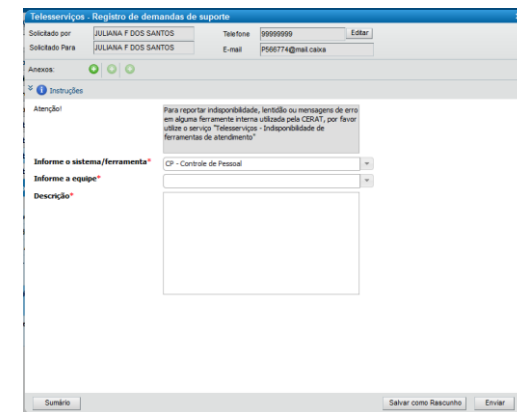 Telesserviços - Registro de demandas de suporte
Solicitado por JULIANA F DOS SANTOS Telefone 99999999 Editar
Solicitado Para JULIANA F DOS SANTOS E-mail P566774@mail.caixa
Anexos:
Instruções
Atenção! Para reportar indisponibilidade, lentidão ou mensagens de erro
em alguma ferramente interna utilizada pela CERAT, por favor
utilize o serviço "Telesserviços - Indisponibilidade de
ferramentas de atendimento"
Informe o sistema/ferramenta* CP - Controle de Pessoal
Informe a equipe*
Descrição*
Sumário Salvar como Rascunho Enviar